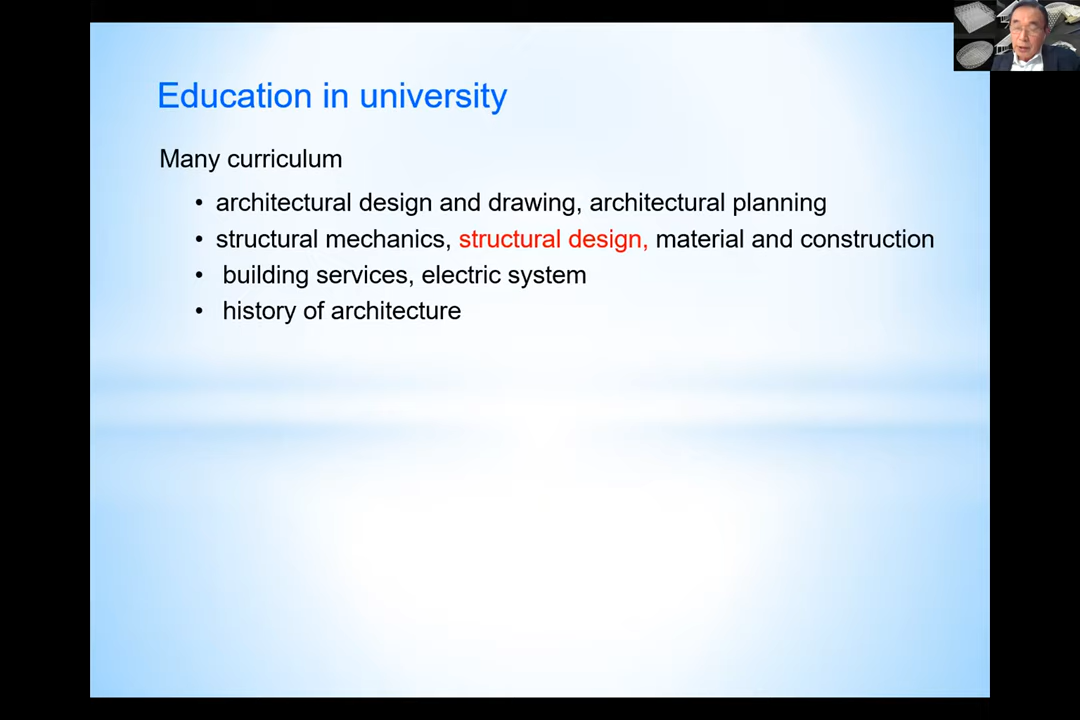 Education in university
Many curriculum
• architectural design and drawing, architectural planning
• structural mechanics, structural design, material and construction
• building services, electric system
• history of architecture